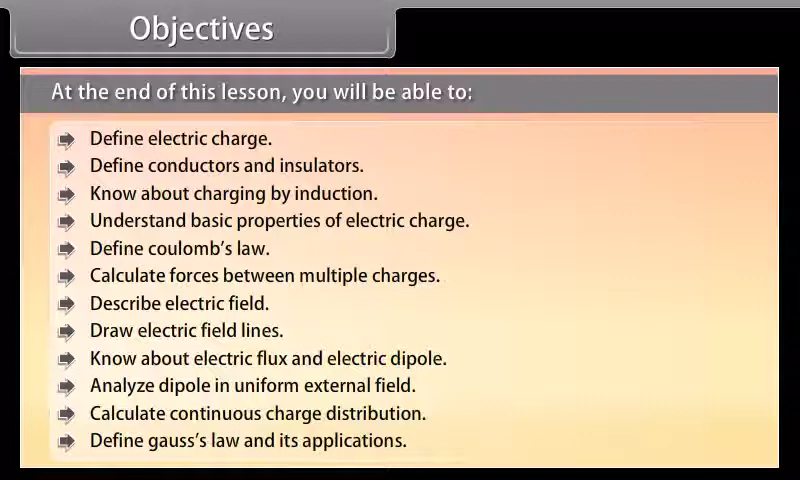 Objectives
At the end of this lesson, you will be able to:
Define electric charge.
Define conductors and insulators.
Know about charging by induction.
Understand basic properties of electric charge.
Define coulomb's law.
Calculate forces between multiple charges.
Describe electric field.
Draw electric field lines.
Know about electric flux and electric dipole.
Analyze dipole in uniform external field.
Calculate continuous charge distribution.
Define gauss's law and its applications.